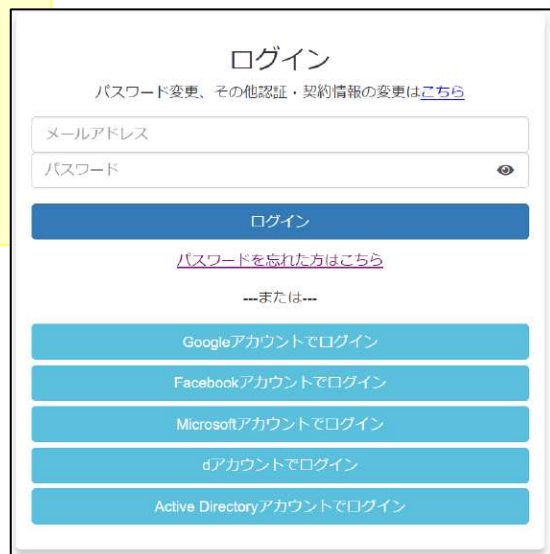 ログイン
パスワード変更、その他認証・契約情報の変更はこちら
メールアドレス
パスワード
ログイン
パスワードを忘れた方はこちら
---または---
Googleアカウントでログイン
Facebookアカウントでログイン
Microsoftアカウントでログイン
dアカウントでログイン
Active Directoryアカウントでログイン